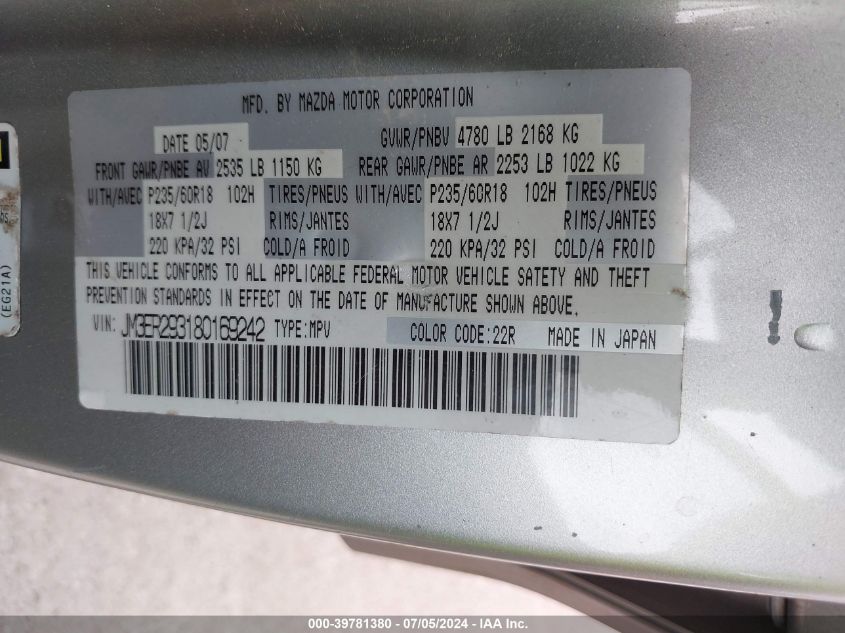 MFD. BY MAZDA MOTOR CORPORATION
DATE 05/07 GVWR/PNBV 4780 LB 2168 KG
FRONT GAWR/PNBE AV 2535 LB 1150 KG REAR GAWR/PNBE AR 2253 LB 1022 KG
WITH/AVEC P235/60R18 102H TIRES/PNEUS WITH/AVEC P235/60R18 102H TIRES/PNEUS
18X7 1/2J RIMS/JANTES 18X7 1/2J RIMS/JANTES
220 KPA/32 PSI COLD/A FROID 220 KPA/32 PSI COLD/A FROID
THIS VEHICLE CONFORMS TO ALL APPLICABLE FEDERAL MOTOR VEHICLE SAFETY AND THEFT
PREVENTION STANDARDS IN EFFECT ON THE DATE OF MANUFACTURE SHOWN ABOVE.
VIN: JM3ER293180169242 TYPE:MPV COLOR CODE:22R MADE IN JAPAN
(EG21A)
000-39781380 - 07/05/2024 - IAA Inc.